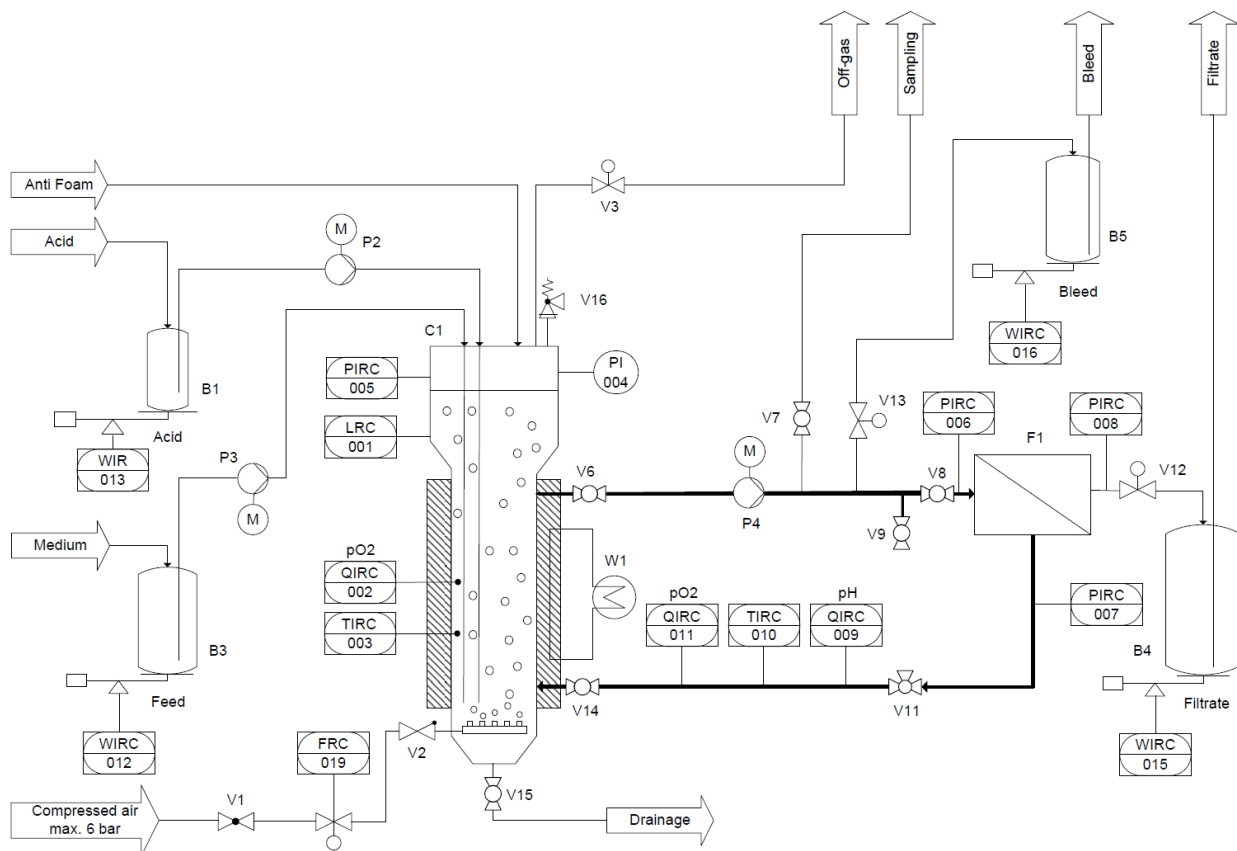 Off-gas
Sampling
Bleed
Filtrate
Anti Foam
Acid
M
P2
V3
B5
Bleed
WIRC
016
V16
C1
PIRC
005
PI
004
B1
Acid
WIR
013
LRC
001
V7
V13
PIRC
006
PIRC
008
F1
V12
P3
M
V6
M
P4
V8
V9
Medium
pO2
QIRC
002
TIRC
003
W1
B3
Feed
WIRC
012
pO2
QIRC
011
TIRC
010
pH
QIRC
009
PIRC
007
B4
Filtrate
WIRC
015
V14
V11
FRC
019
V2
V1
Compressed air
max. 6 bar
V15
Drainage